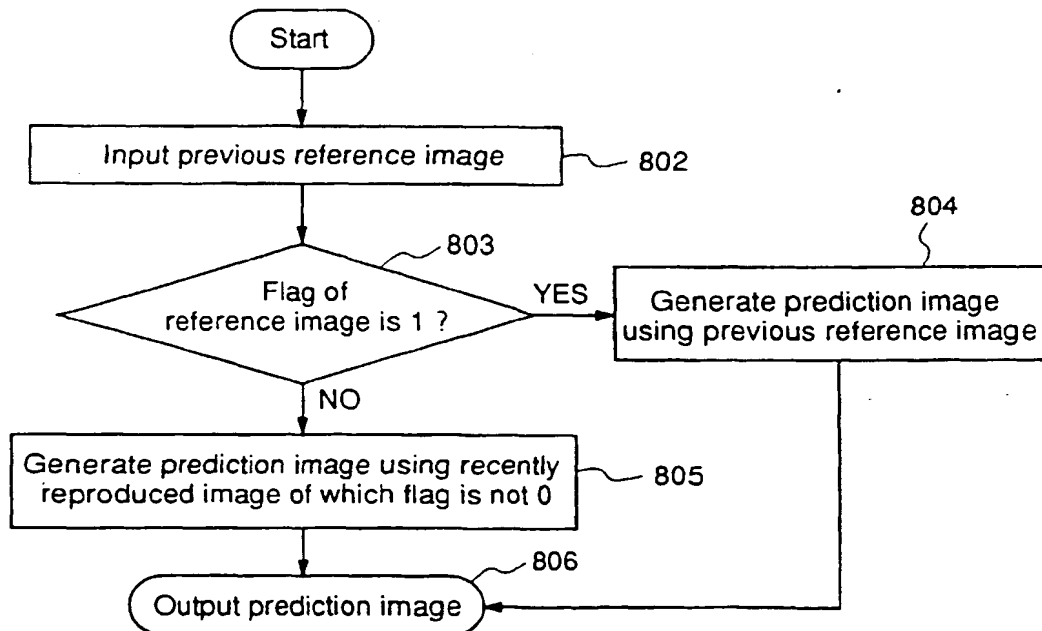 Start
Input previous reference image
802
803
Flag of
reference image is 1 ?
YES
804
Generate prediction image
using previous reference image
NO
Generate prediction image using recently
reproduced image of which flag is not 0
805
806
Output prediction image